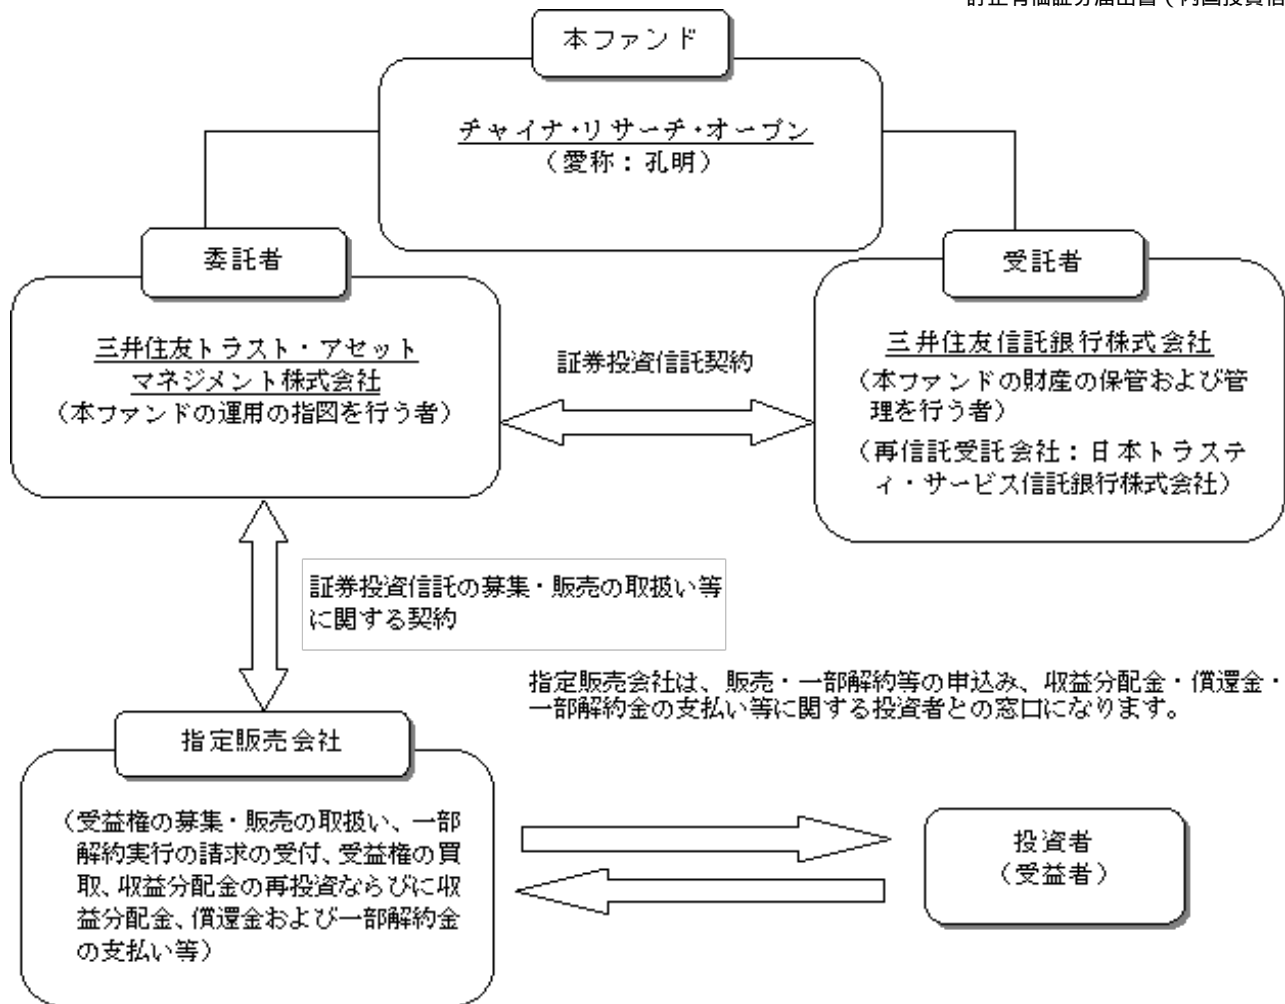 訂正有価証券届出書(内国投資信
本ファンド
チャイナ・リサーチ・オープン
(愛称:孔明)
委託者
受託者
三井住友トラスト・アセット
マネジメント株式会社
(本ファンドの運用の指図を行う者)
証券投資信託契約
三井住友信託銀行株式会社
(本ファンドの財産の保管および管
理を行う者)
(再信託受託会社:日本トラステ
ィ・サービス信託銀行株式会社)
証券投資信託の募集・販売の取扱い等
に関する契約
指定販売会社は、販売・一部解約等の申込み、収益分配金・償還金・
一部解約金の支払い等に関する投資者との窓口になります。
指定販売会社
(受益権の募集・販売の取扱い、一部
解約実行の請求の受付、受益権の買
取、収益分配金の再投資ならびに収
益分配金、償還金および一部解約金
の支払い等)
投資者
(受益者)